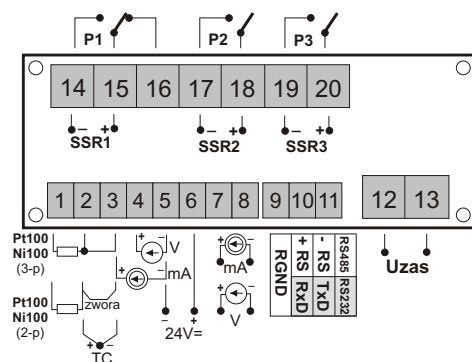 P1 P2 P3
14 15 16 17 18 19 20
- + - + - +
SSR1 SSR2 SSR3
1 2 3 4 5 6 7 8 9 10 11 12 13
Pt100
Ni100
(3-p)
+ - V
+ - mA
+ - mA
Pt100
Ni100
(2-p)
zwora
+ -
TC
- +
24V=
+ -
V
RGND
+ RS RxD
- RS TxD
RS485 RS232
Uzas